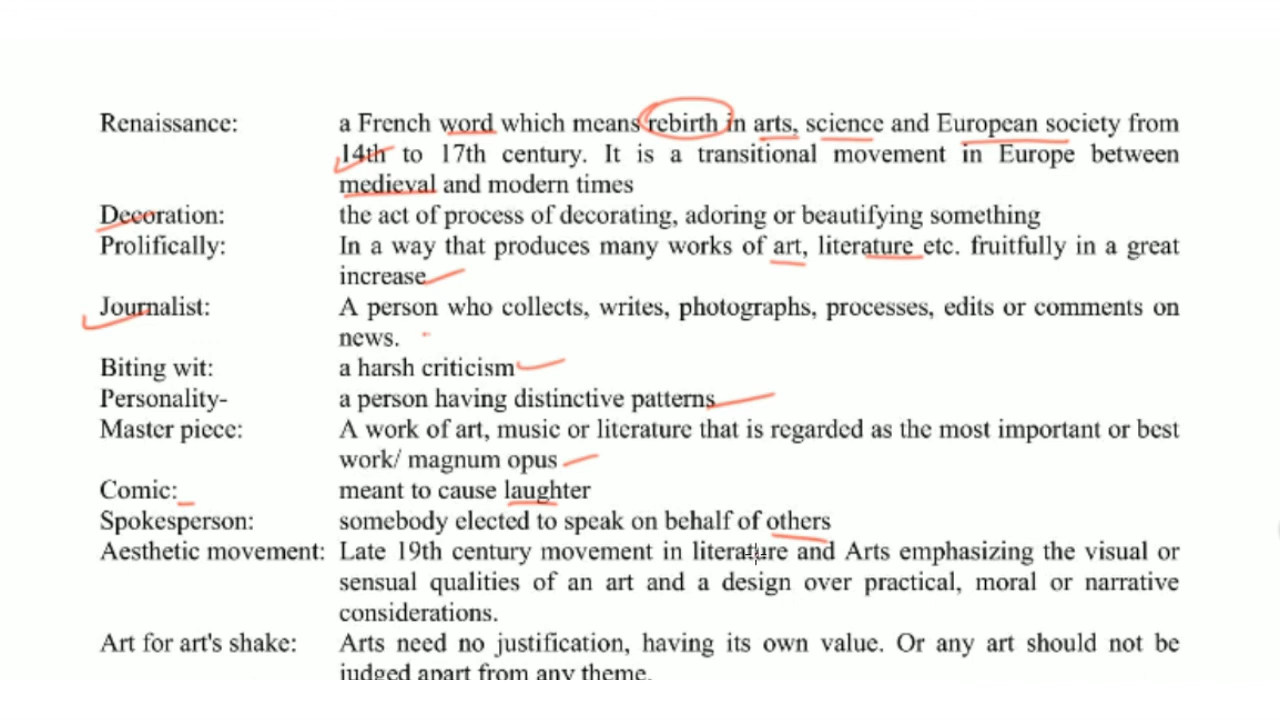 Renaissance: a French word which means rebirth in arts, science and European society from
14th to 17th century. It is a transitional movement in Europe between
medieval and modern times
Decoration: the act of process of decorating, adoring or beautifying something
Prolifically: In a way that produces many works of art, literature etc. fruitfully in a great
increase
Journalist: A person who collects, writes, photographs, processes, edits or comments on
news.
Biting wit: a harsh criticism
Personality- a person having distinctive patterns
Master piece: A work of art, music or literature that is regarded as the most important or best
work/ magnum opus
Comic: meant to cause laughter
Spokesperson: somebody elected to speak on behalf of others
Aesthetic movement: Late 19th century movement in literature and Arts emphasizing the visual or
sensual qualities of an art and a design over practical, moral or narrative
considerations.
Art for art's shake: Arts need no justification, having its own value. Or any art should not be
judged apart from any theme.